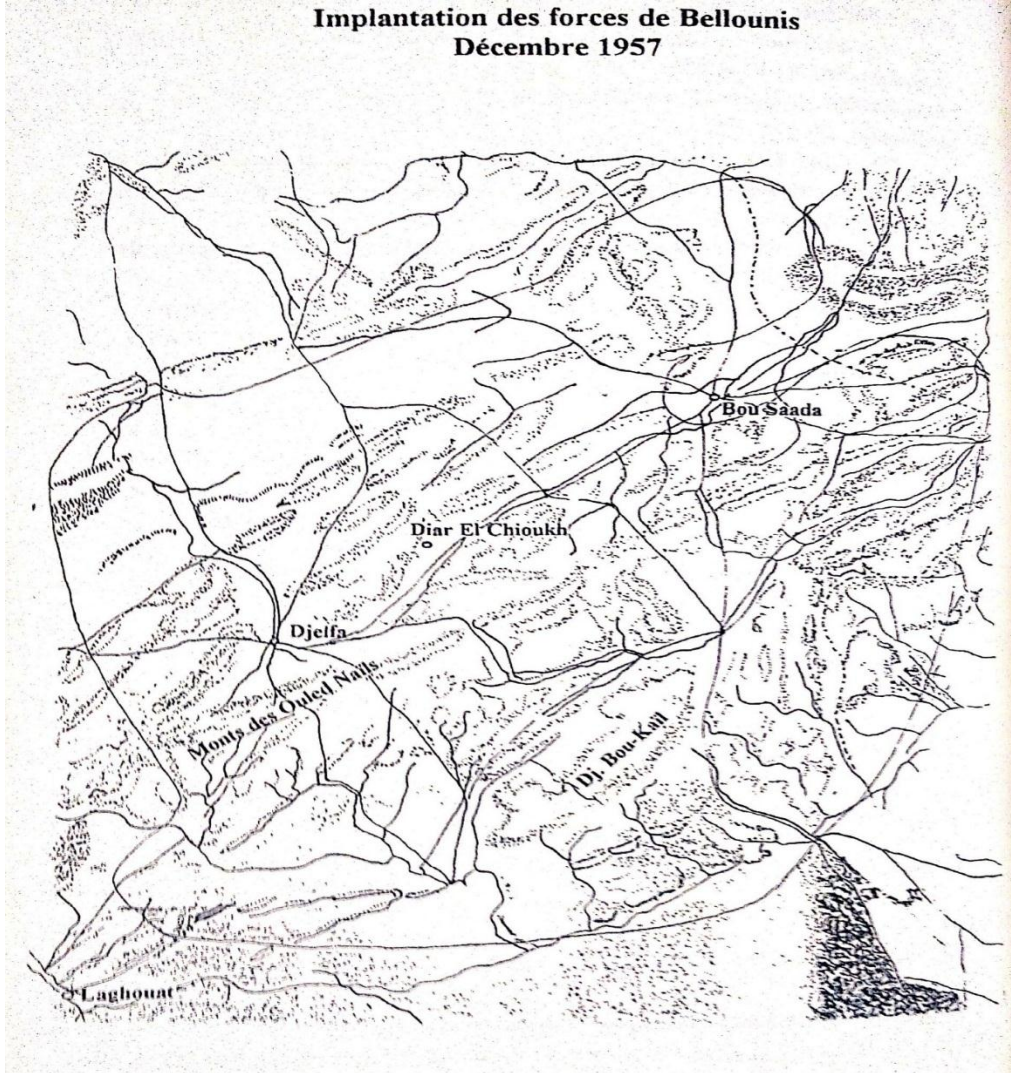 Implantation des forces de Bellounis
Décembre 1957
Bou Saada
Diar El Chioukh
Djelfa
Monts des Ouled Nails
Dj. Bou-Kaïl
Laghouat